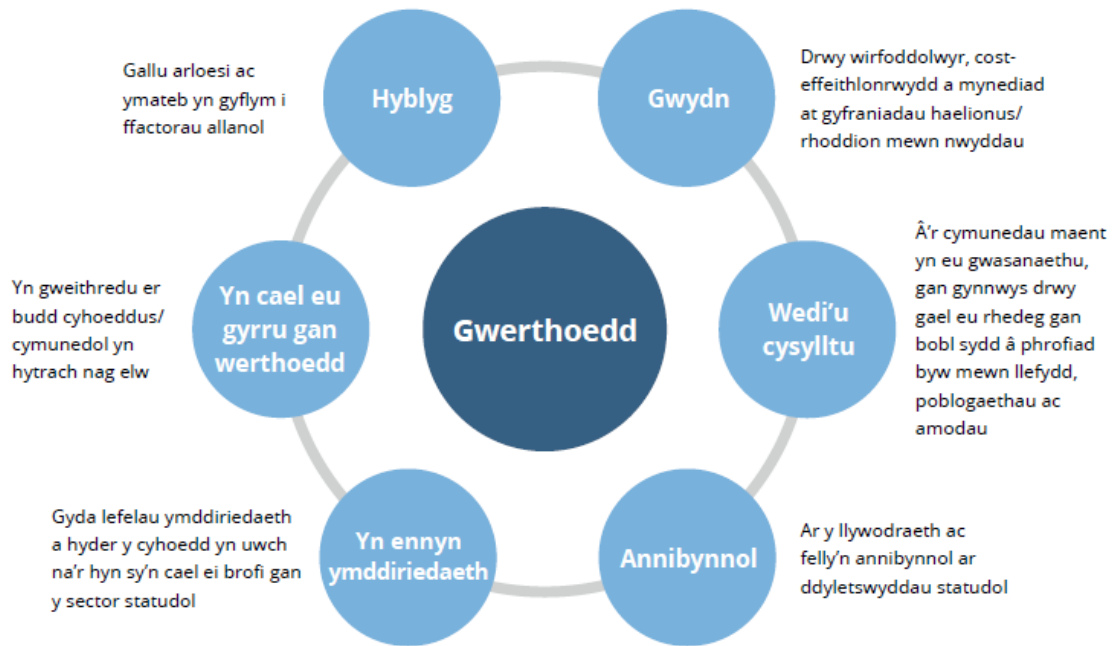 Gallu arloesi ac
ymateb yn gyflym i
ffactorau allanol
Hyblyg
Gwydn
Drwy wirfoddolwyr, cost-
effeithlonrwydd a mynediad
at gyfraniadau haelionus/
rhoddion mewn nwyddau
Yn gweithredu er
budd cyhoeddus/
cymunedol yn
hytrach nag elw
Yn cael eu
gyrru gan
werthoedd
Gwerthoedd
Wedi'u
cysylltu
Â'r cymunedau maent
yn eu gwasanaethu,
gan gynnwys drwy
gael eu rhedeg gan
bobl sydd â phrofiad
byw mewn llefydd,
poblogaethau ac
amodau
Gyda lefelau ymddiriedaeth
a hyder y cyhoedd yn uwch
na'r hyn sy'n cael ei brofi gan
y sector statudol
Yn ennyn
ymddiriedaeth
Annibynnol
Ar y llywodraeth ac
felly'n annibynnol ar
ddyletswyddau statudol